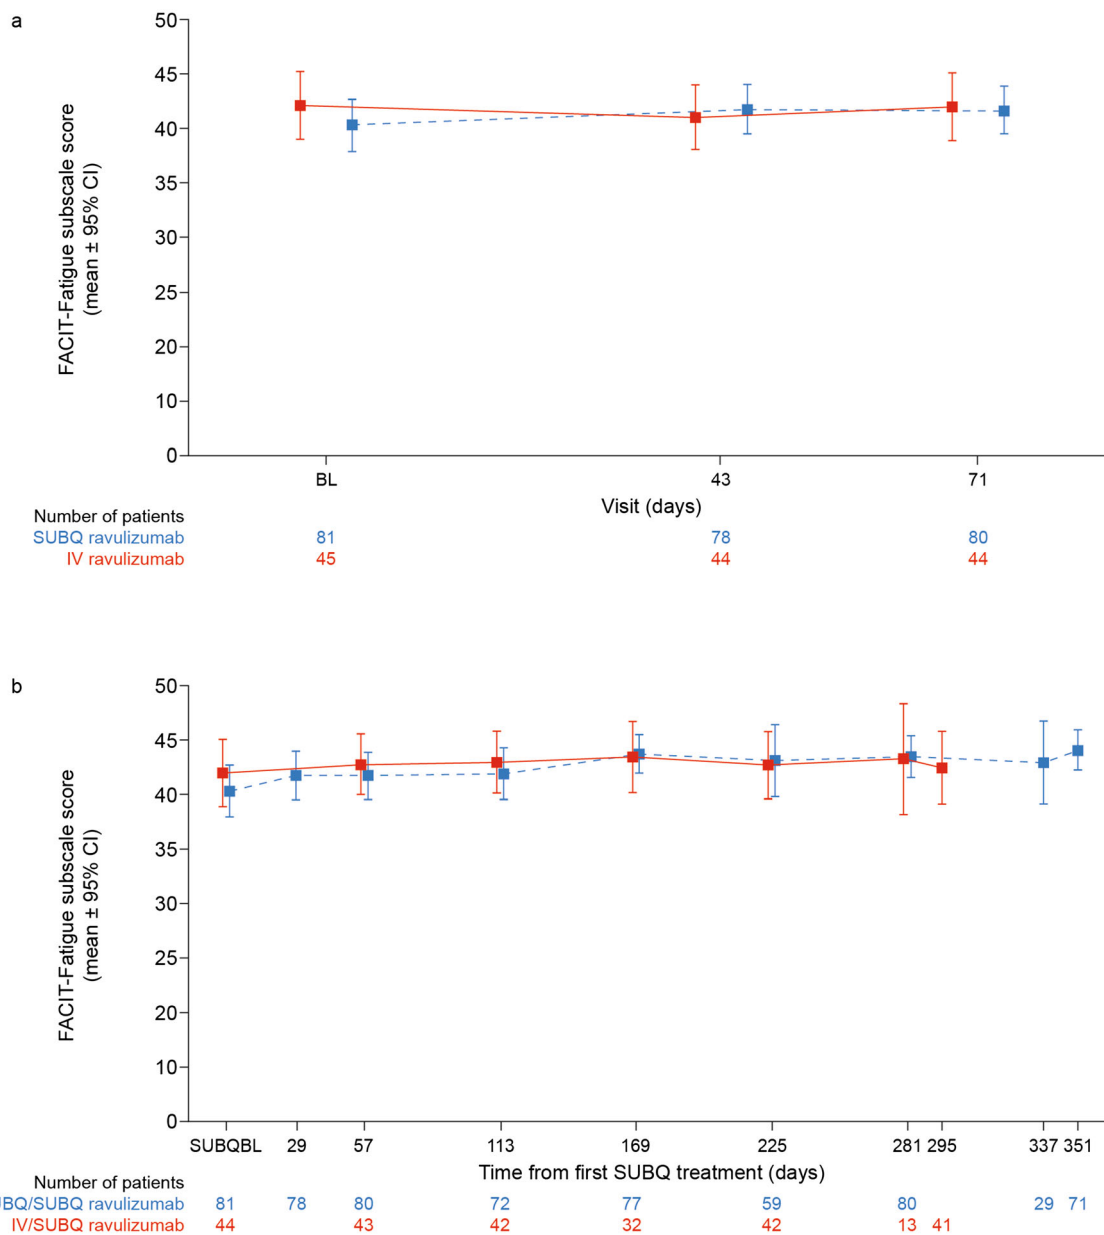 a
FACIT-Fatigue subscale score
(mean ± 95% CI)
50
45
40
35
30
25
20
10
0
BL 43 71
Visit (days)
Number of patients
SUBQ ravulizumab 81 78 80
IV ravulizumab 45 44 44
b
FACIT-Fatigue subscale score
(mean ± 95% CI)
50
45
40
35
30
25
20
10
0
SUBQBL 29 57 113 169 225 281 295 337 351
Time from first SUBQ treatment (days)
Number of patients
UBQ/SUBQ ravulizumab 81 78 80 72 77 59 80 29 71
IV/SUBQ ravulizumab 44 43 42 32 42 13 41